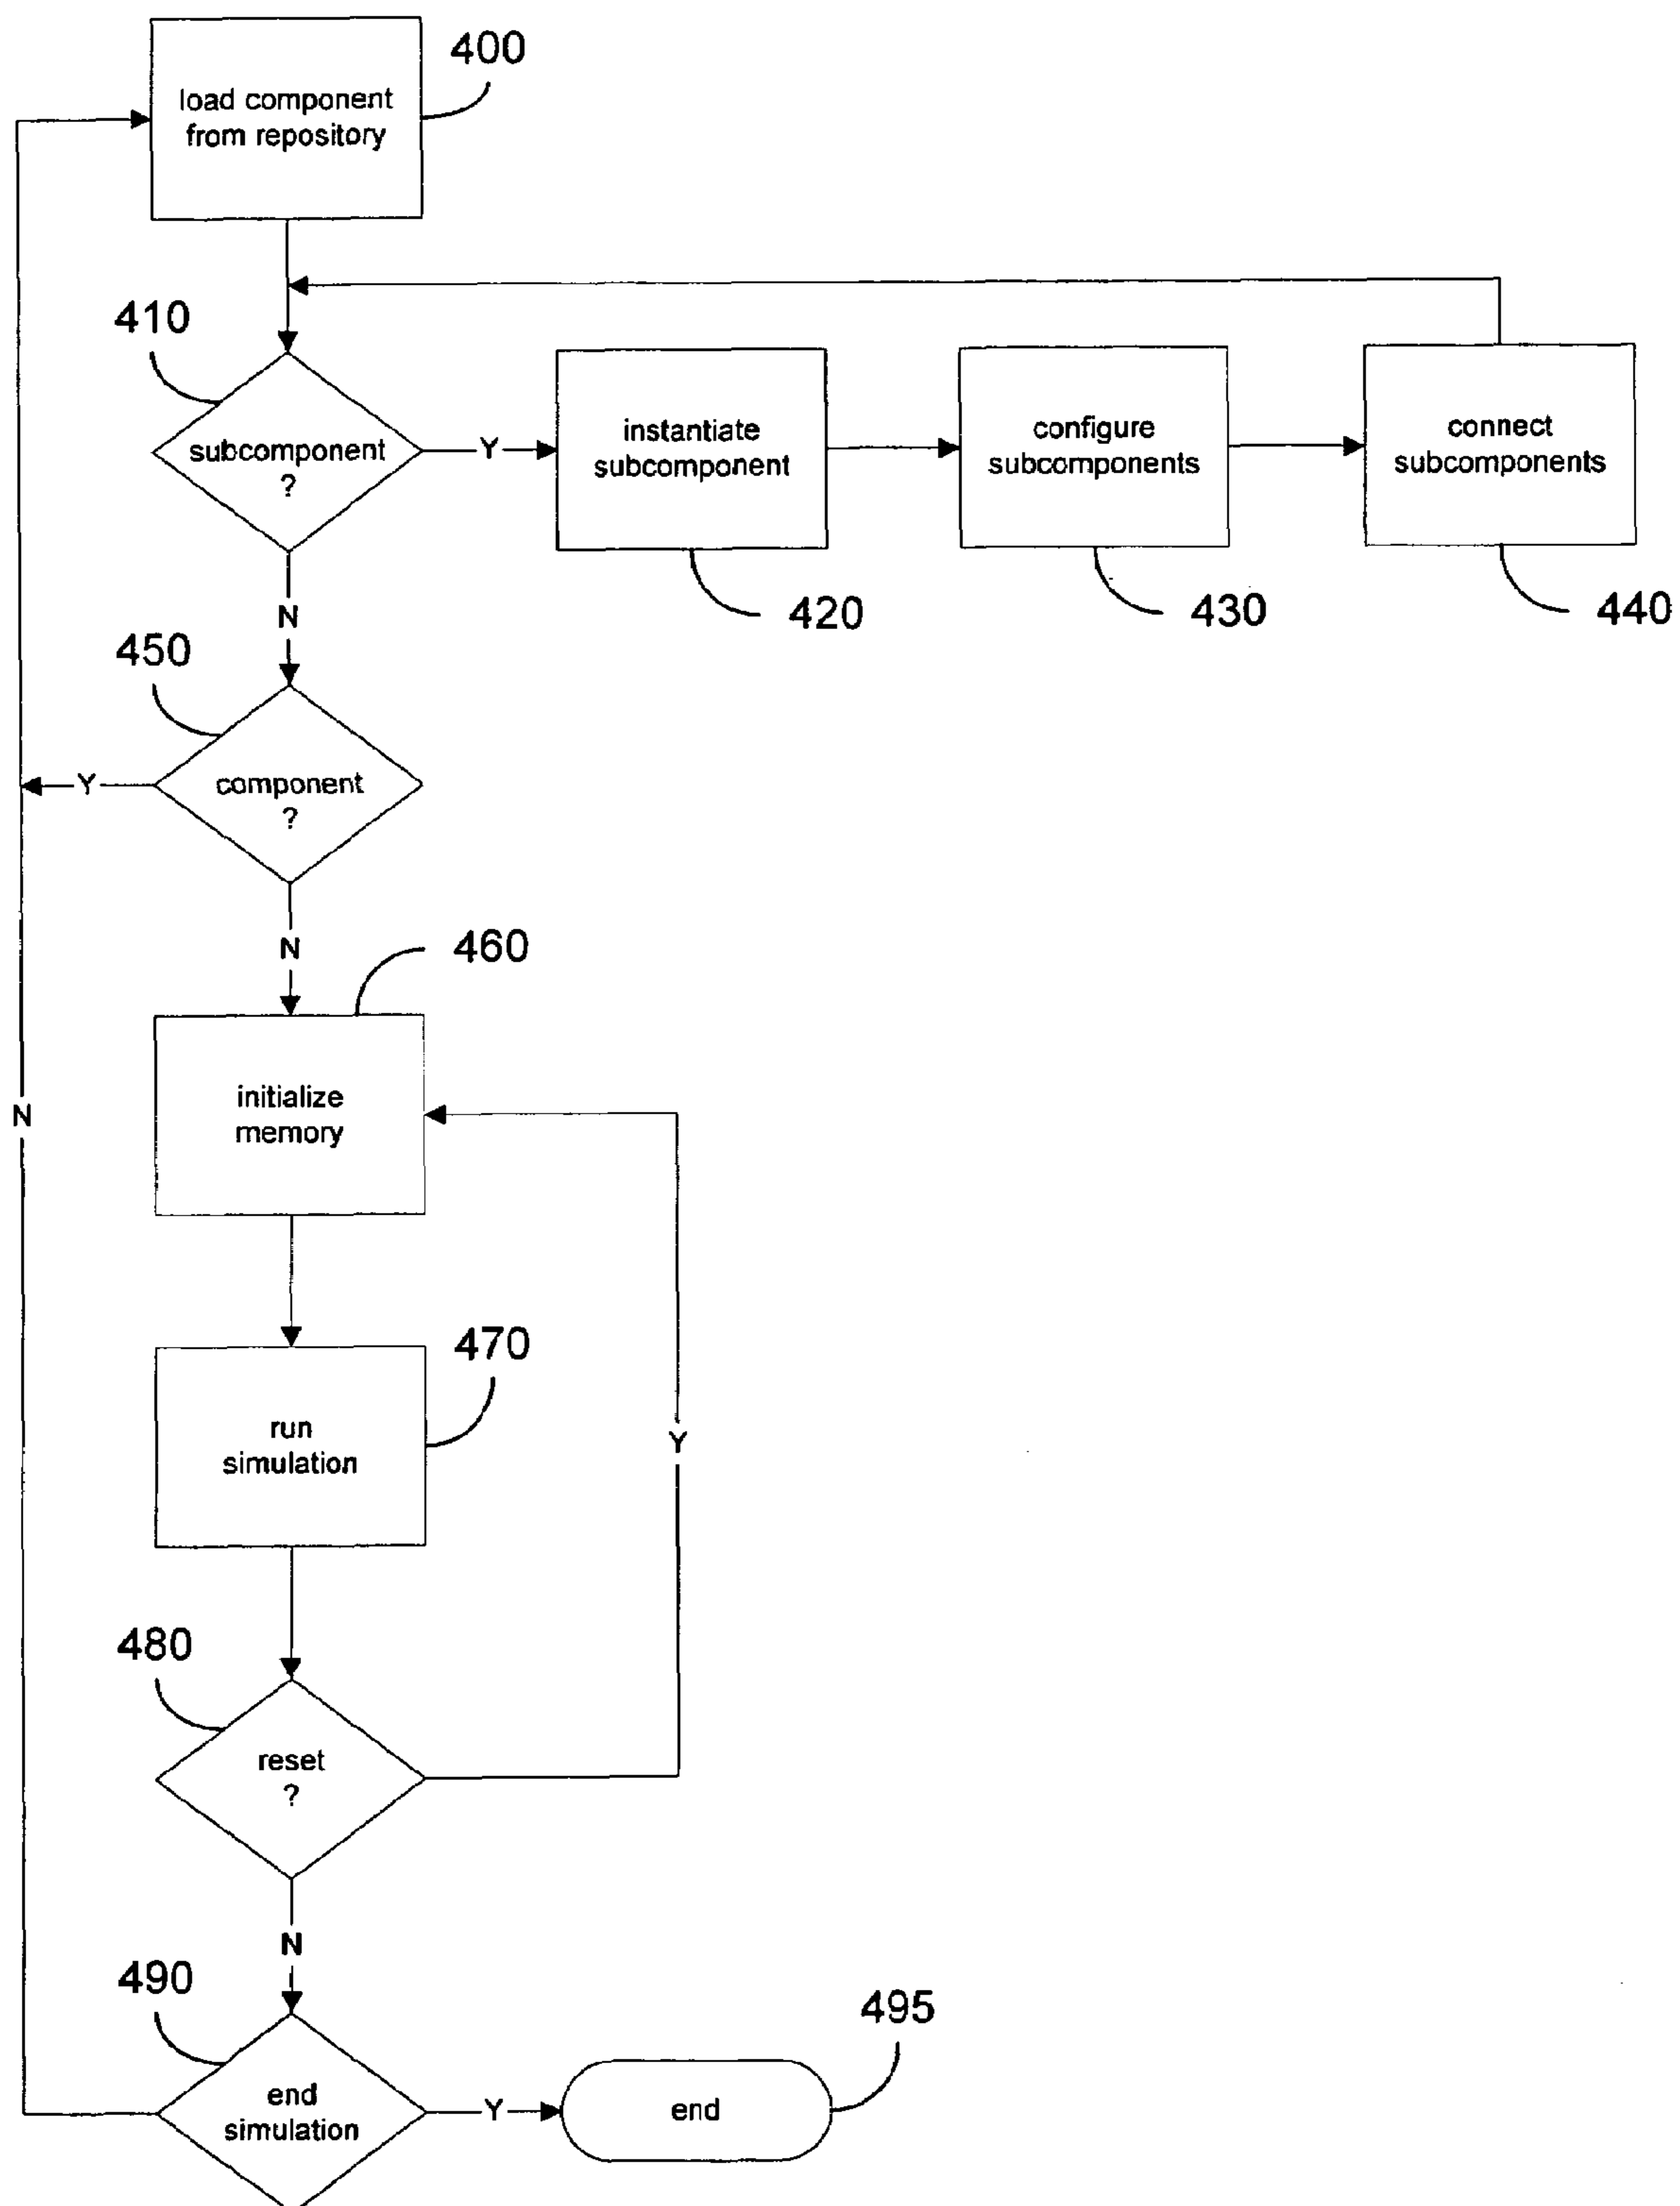 400
load component
from repository
410
subcomponent
?
Y
instantiate
subcomponent
configure
subcomponents
connect
subcomponents
420
430
440
N
450
component
?
Y
N
460
initialize
memory
N
470
run
simulation
Y
480
reset
?
N
490
495
end
simulation
Y
end